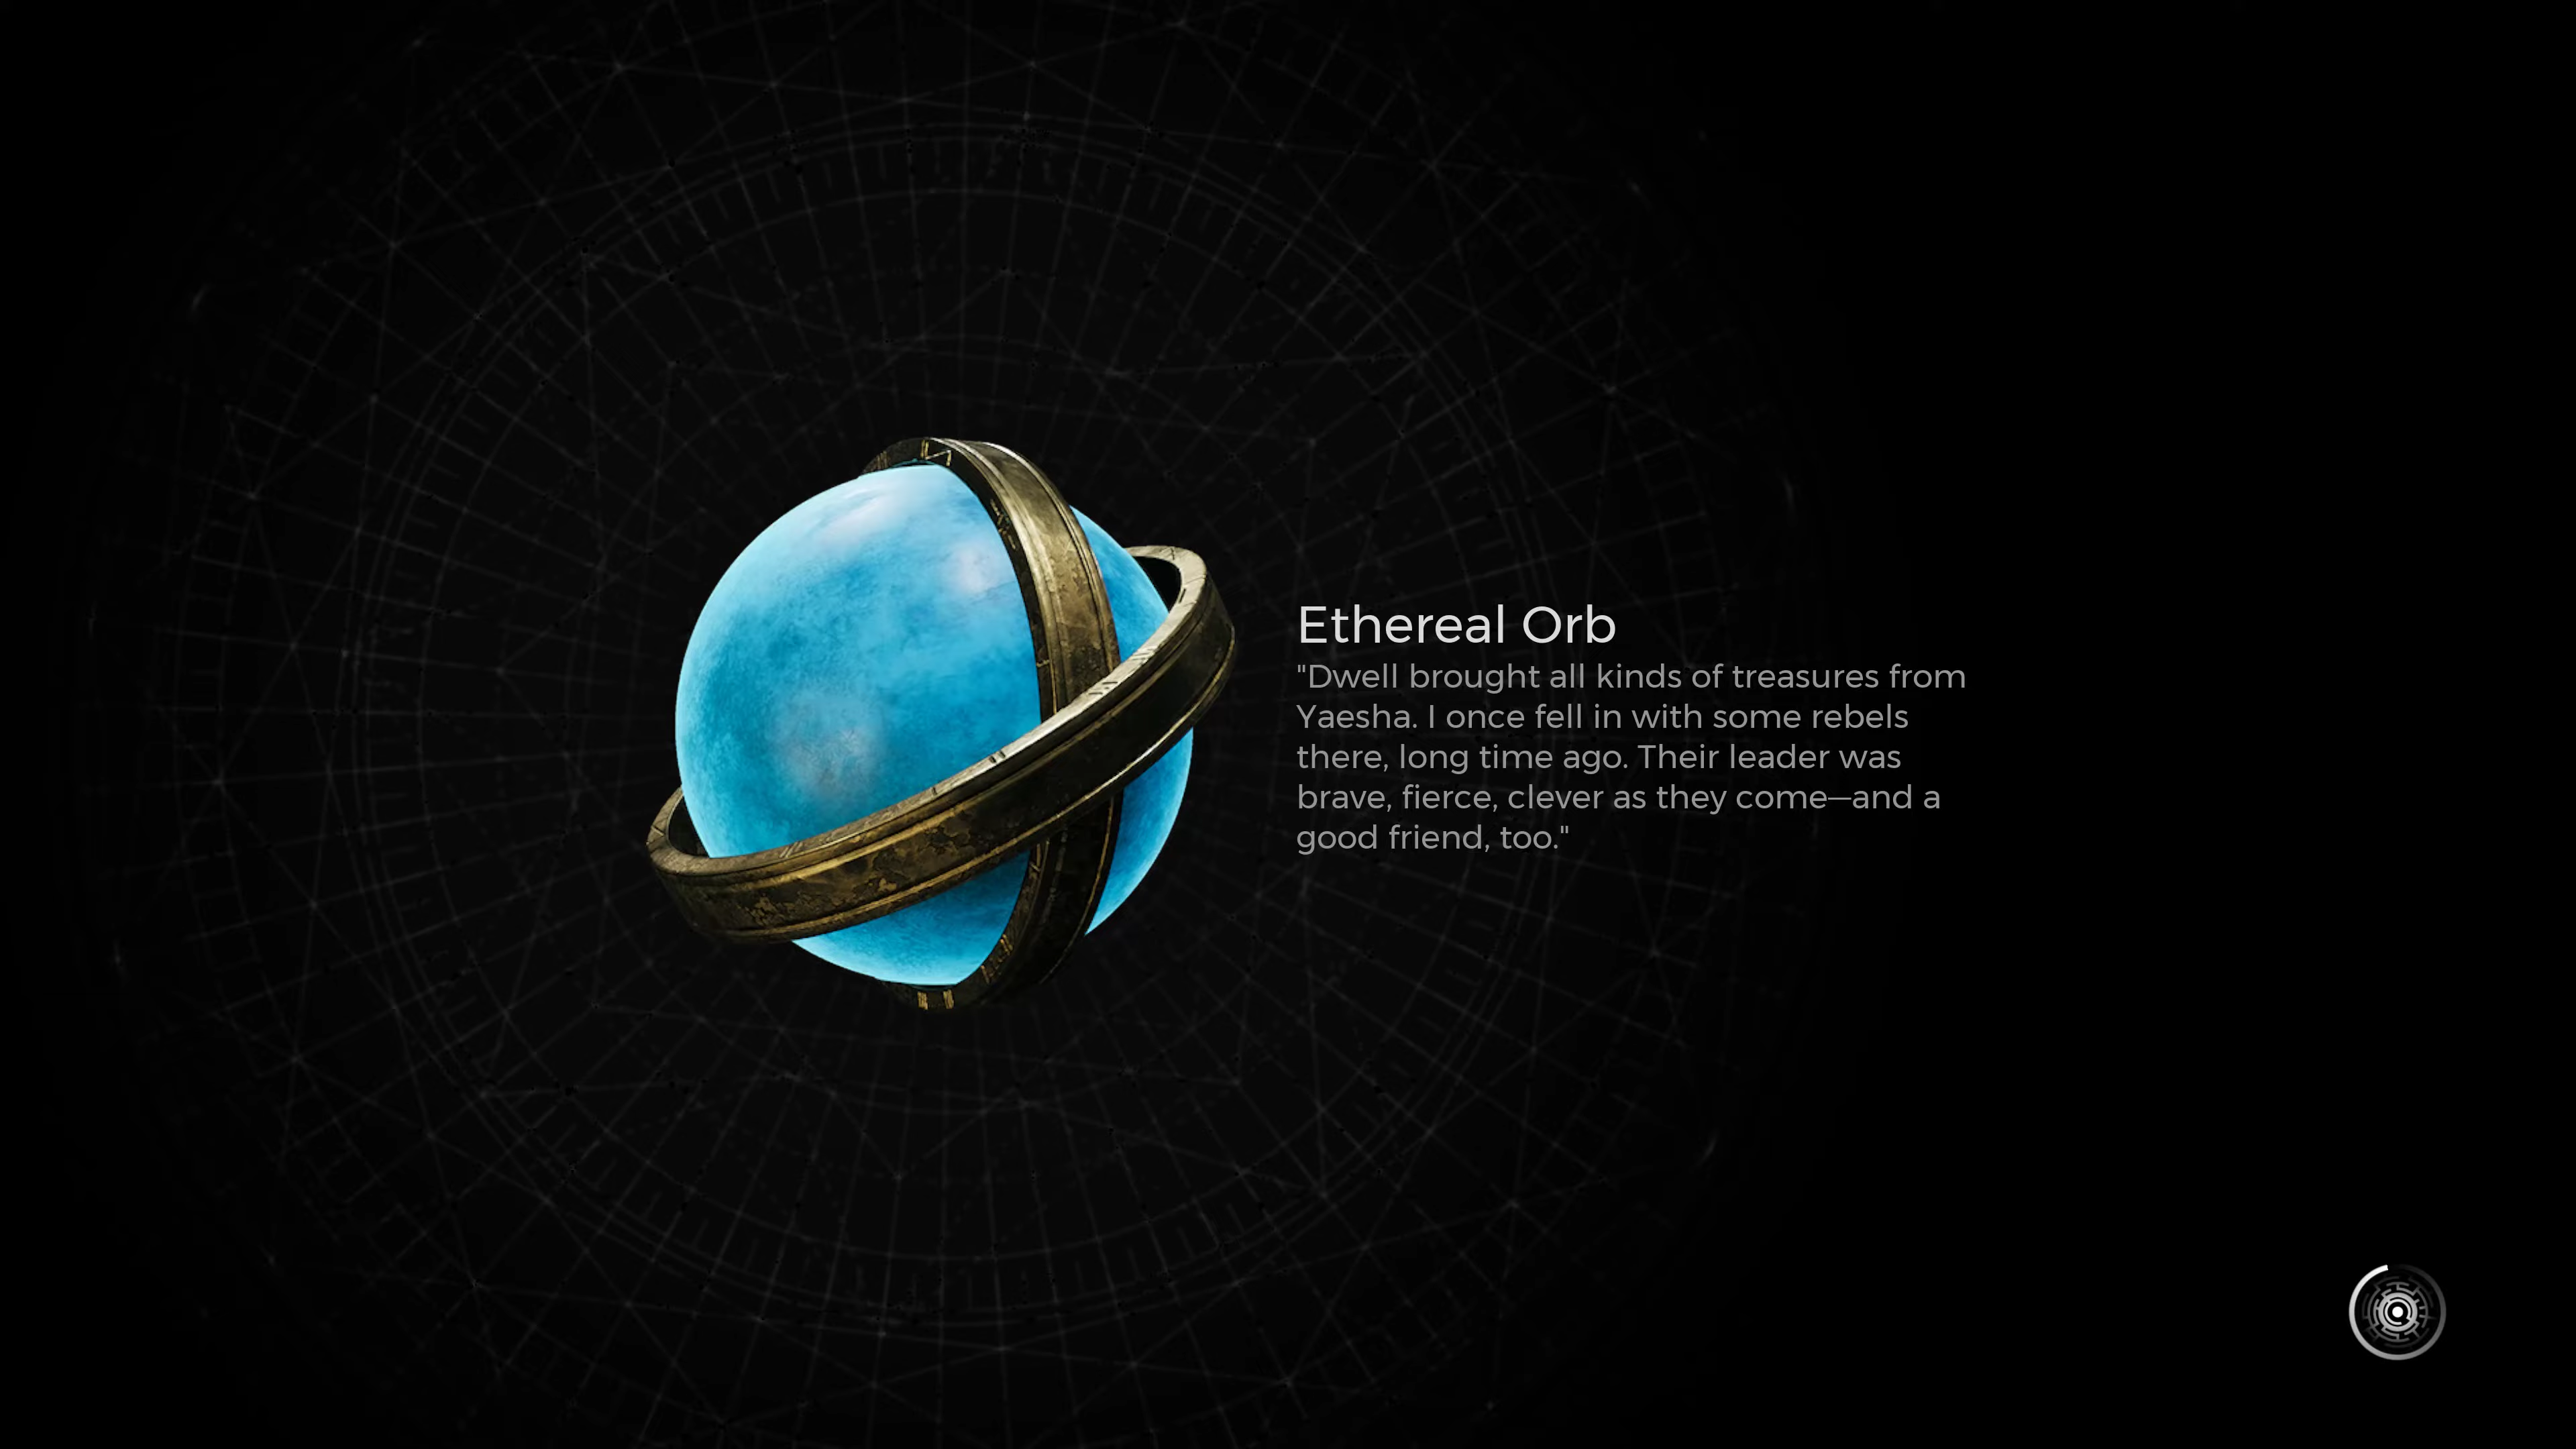 Ethereal Orb
"Dwell brought all kinds of treasures from
Yaesha. I once fell in with some rebels
there, long time ago. Their leader was
brave, fierce, clever as they come—and a
good friend, too."